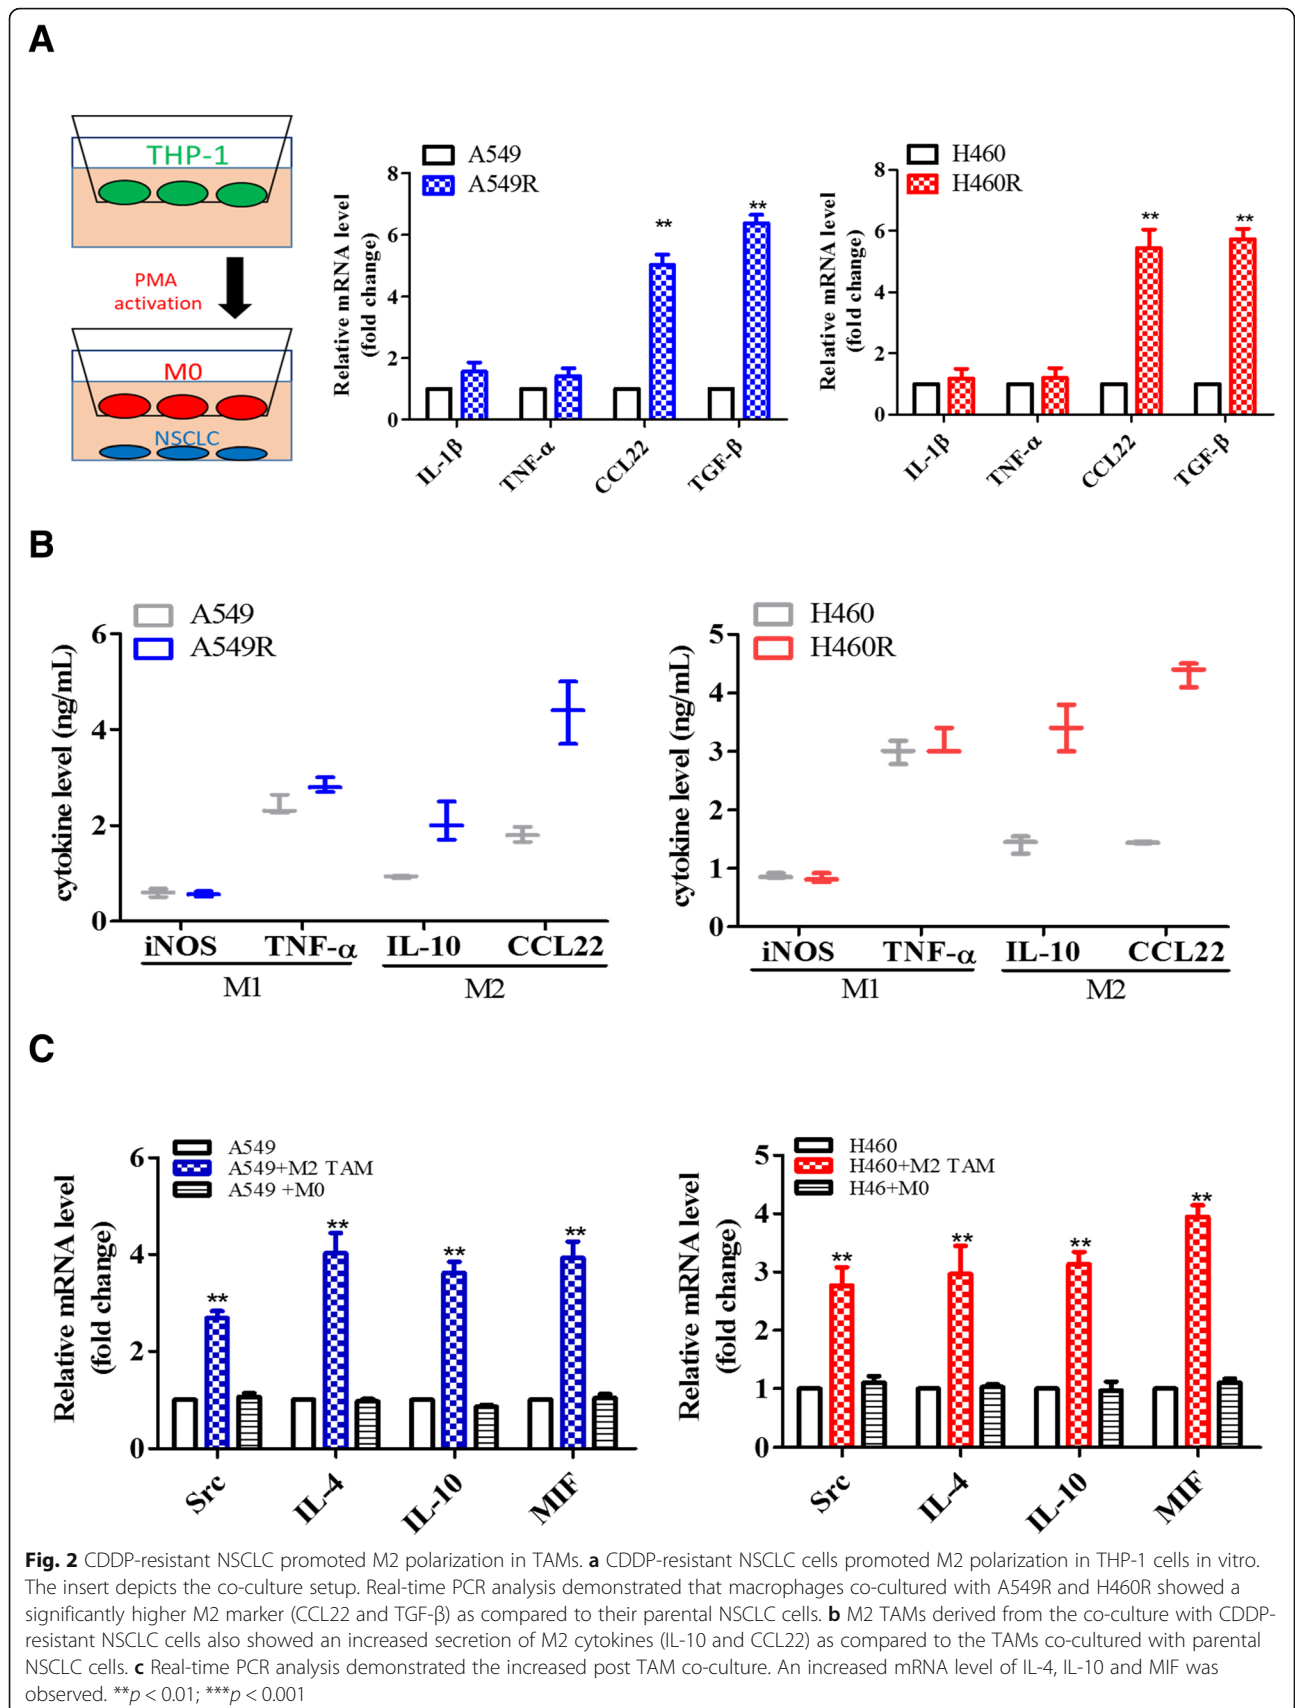 A
THP-1
PMA
activation
M0
NSCLC
A549
A549R
Relative mRNA level
(fold change)
8
6
4
2
0
**
**
IL-1β
TNF-α
CCL22
TGF-β
H460
H460R
Relative mRNA level
(fold change)
8
6
4
2
0
**
**
IL-1β
TNF-α
CCL22
TGF-β
B
A549
A549R
cytokine level (ng/mL)
6
4
2
0
iNOS
TNF-α
IL-10
CCL22
M1
M2
H460
H460R
cytokine level (ng/mL)
5
4
3
2
1
0
iNOS
TNF-α
IL-10
CCL22
M1
M2
C
A549
A549+M2 TAM
A549 +M0
Relative mRNA level
(fold change)
6
4
2
0
**
**
**
**
Src
IL-4
IL-10
MIF
H460
H460+M2 TAM
H46+M0
Relative mRNA level
(fold change)
5
4
3
2
1
0
**
**
**
**
Src
IL-4
IL-10
MIF
Fig. 2 CDDP-resistant NSCLC promoted M2 polarization in TAMs. a CDDP-resistant NSCLC cells promoted M2 polarization in THP-1 cells in vitro.
The insert depicts the co-culture setup. Real-time PCR analysis demonstrated that macrophages co-cultured with A549R and H460R showed a
significantly higher M2 marker (CCL22 and TGF-β) as compared to their parental NSCLC cells. b M2 TAMs derived from the co-culture with CDDP-
resistant NSCLC cells also showed an increased secretion of M2 cytokines (IL-10 and CCL22) as compared to the TAMs co-cultured with parental
NSCLC cells. c Real-time PCR analysis demonstrated the increased post TAM co-culture. An increased mRNA level of IL-4, IL-10 and MIF was
observed. **p < 0.01; ***p < 0.001